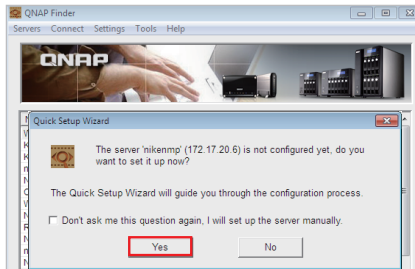 QNAP Finder
Servers Connect Settings Tools Help
QNAP
Quick Setup Wizard
The server 'nikenmp' (172.17.20.6) is not configured yet, do you
want to set it up now?
The Quick Setup Wizard will guide you through the configuration process.
Don't ask me this question again, I will set up the server manually.
Yes No